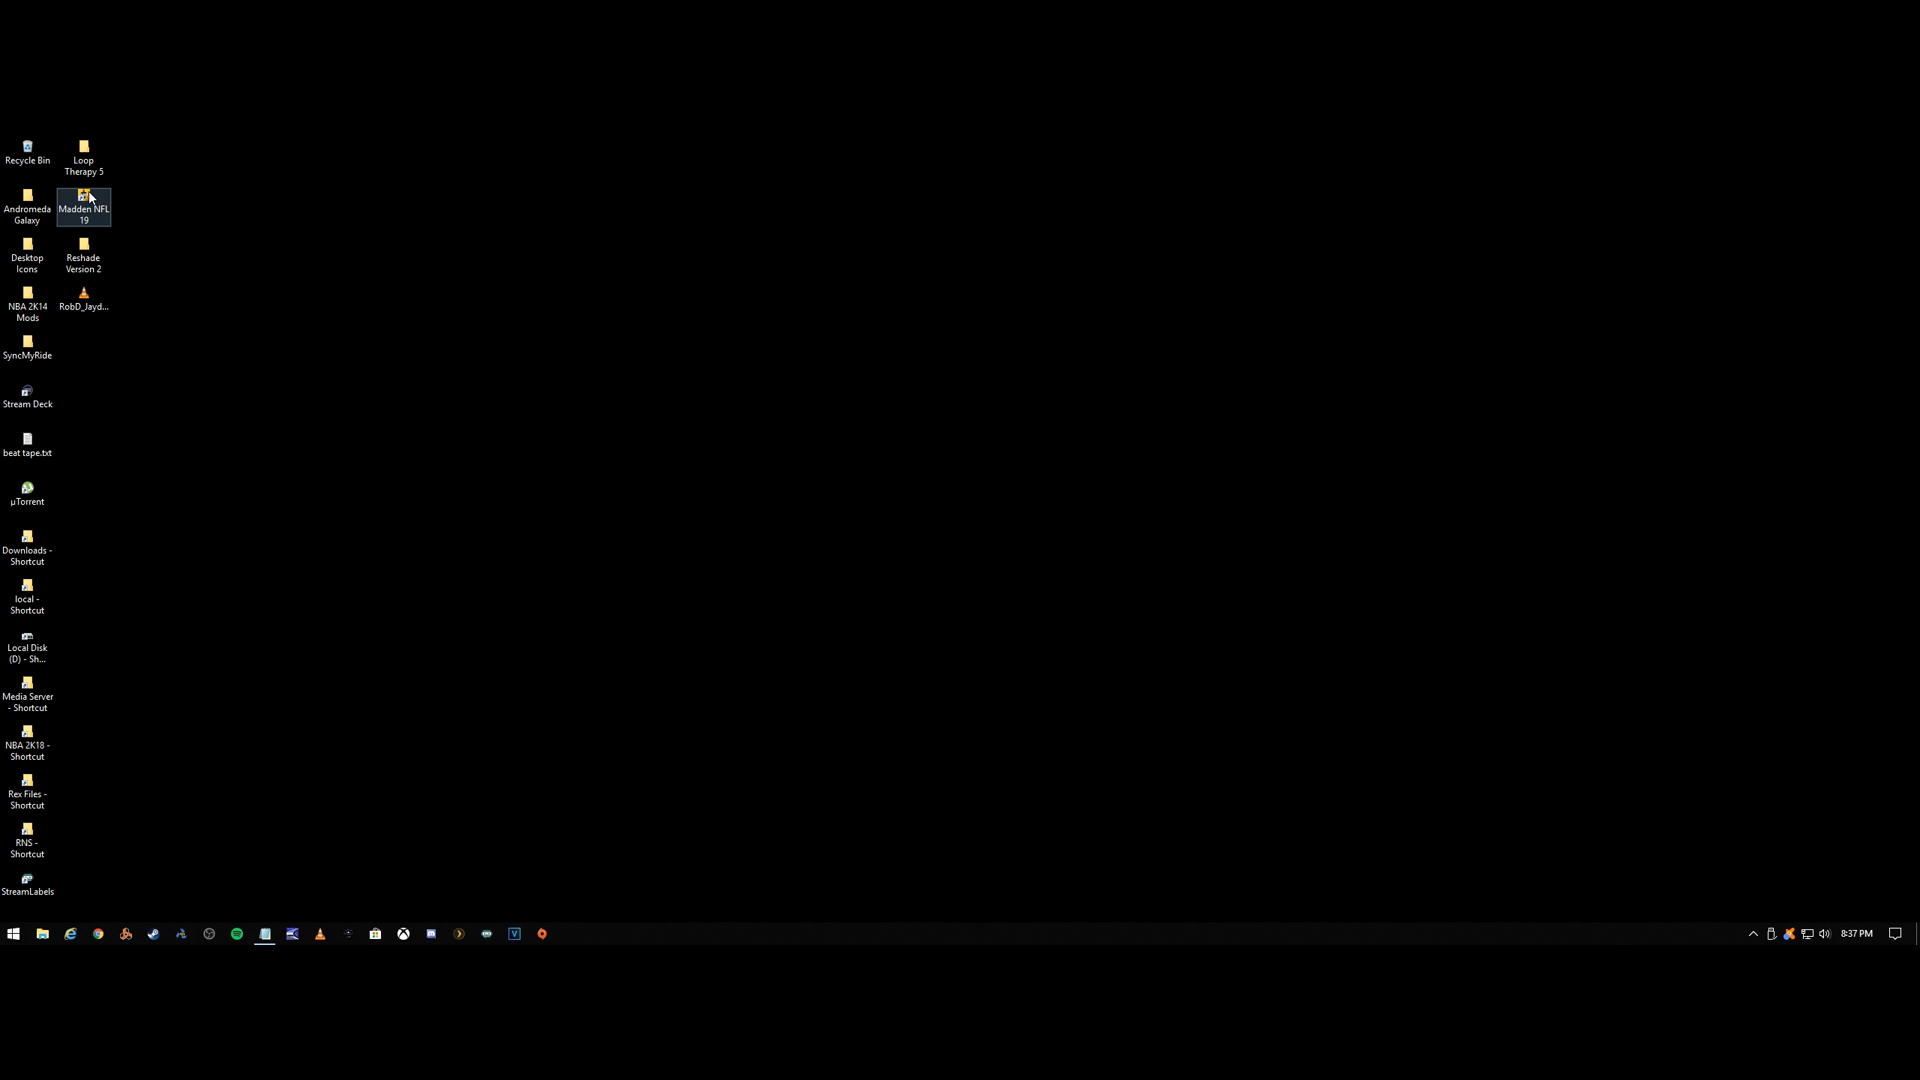 Recycle Bin
Andromeda
Galaxy
Desktop
Icons
NBA 2K14
Mods
SyncMyRide
Stream Deck
beat tape.txt
µTorrent
Downloads -
Shortcut
local -
Shortcut
Local Disk
(D) - Sh...
Media Server
- Shortcut
NBA 2K18 -
Shortcut
Rex Files -
Shortcut
RNS -
Shortcut
StreamLabels
Loop
Therapy 5
Madden NFL
19
Reshade
Version 2
RobD_Jayd...
8:37 PM